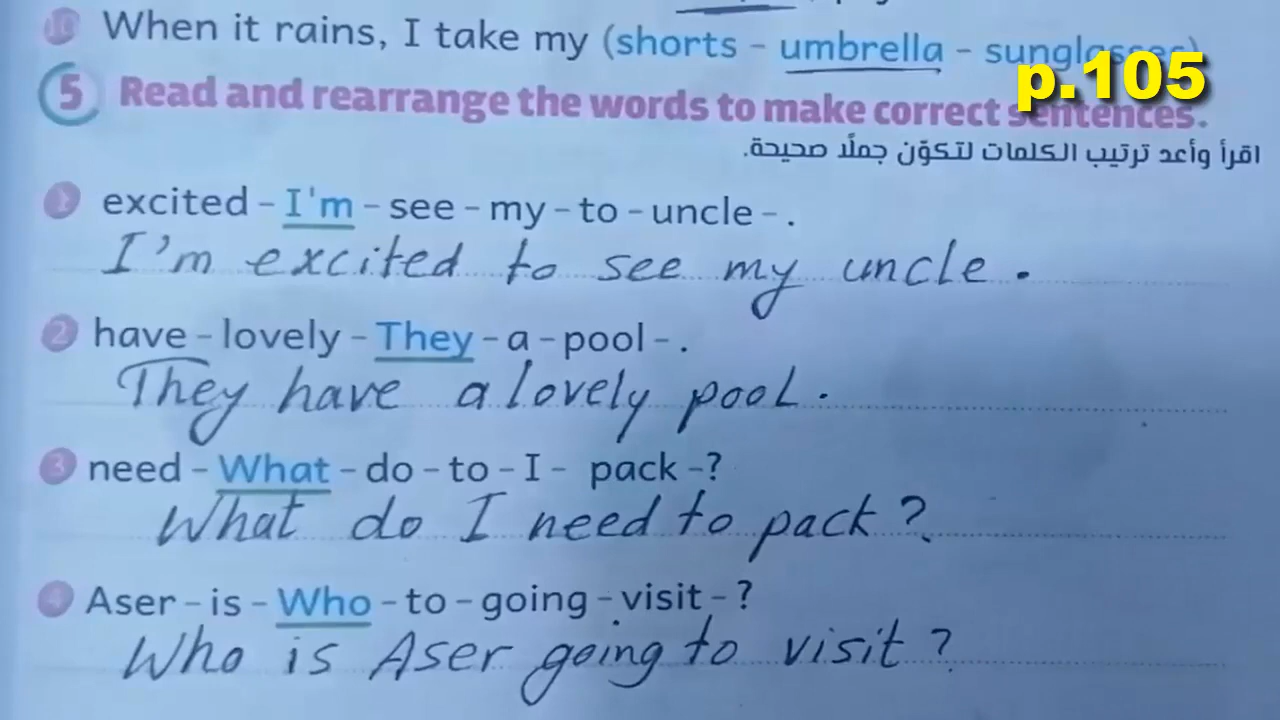 10 When it rains, I take my (shorts - umbrella - sunglasses)
p.105
5 Read and rearrange the words to make correct sentences.
اقرأ وأعد ترتيب الكلمات لتكوّن جملًا صحيحة.
1 excited - I'm - see - my - to - uncle - .
I'm excited to see my uncle .
2 have - lovely - They - a - pool - .
They have a lovely pool .
3 need - What - do - to - I - pack -?
What do I need to pack ?
4 Aser - is - Who - to - going - visit - ?
Who is Aser going to visit ?